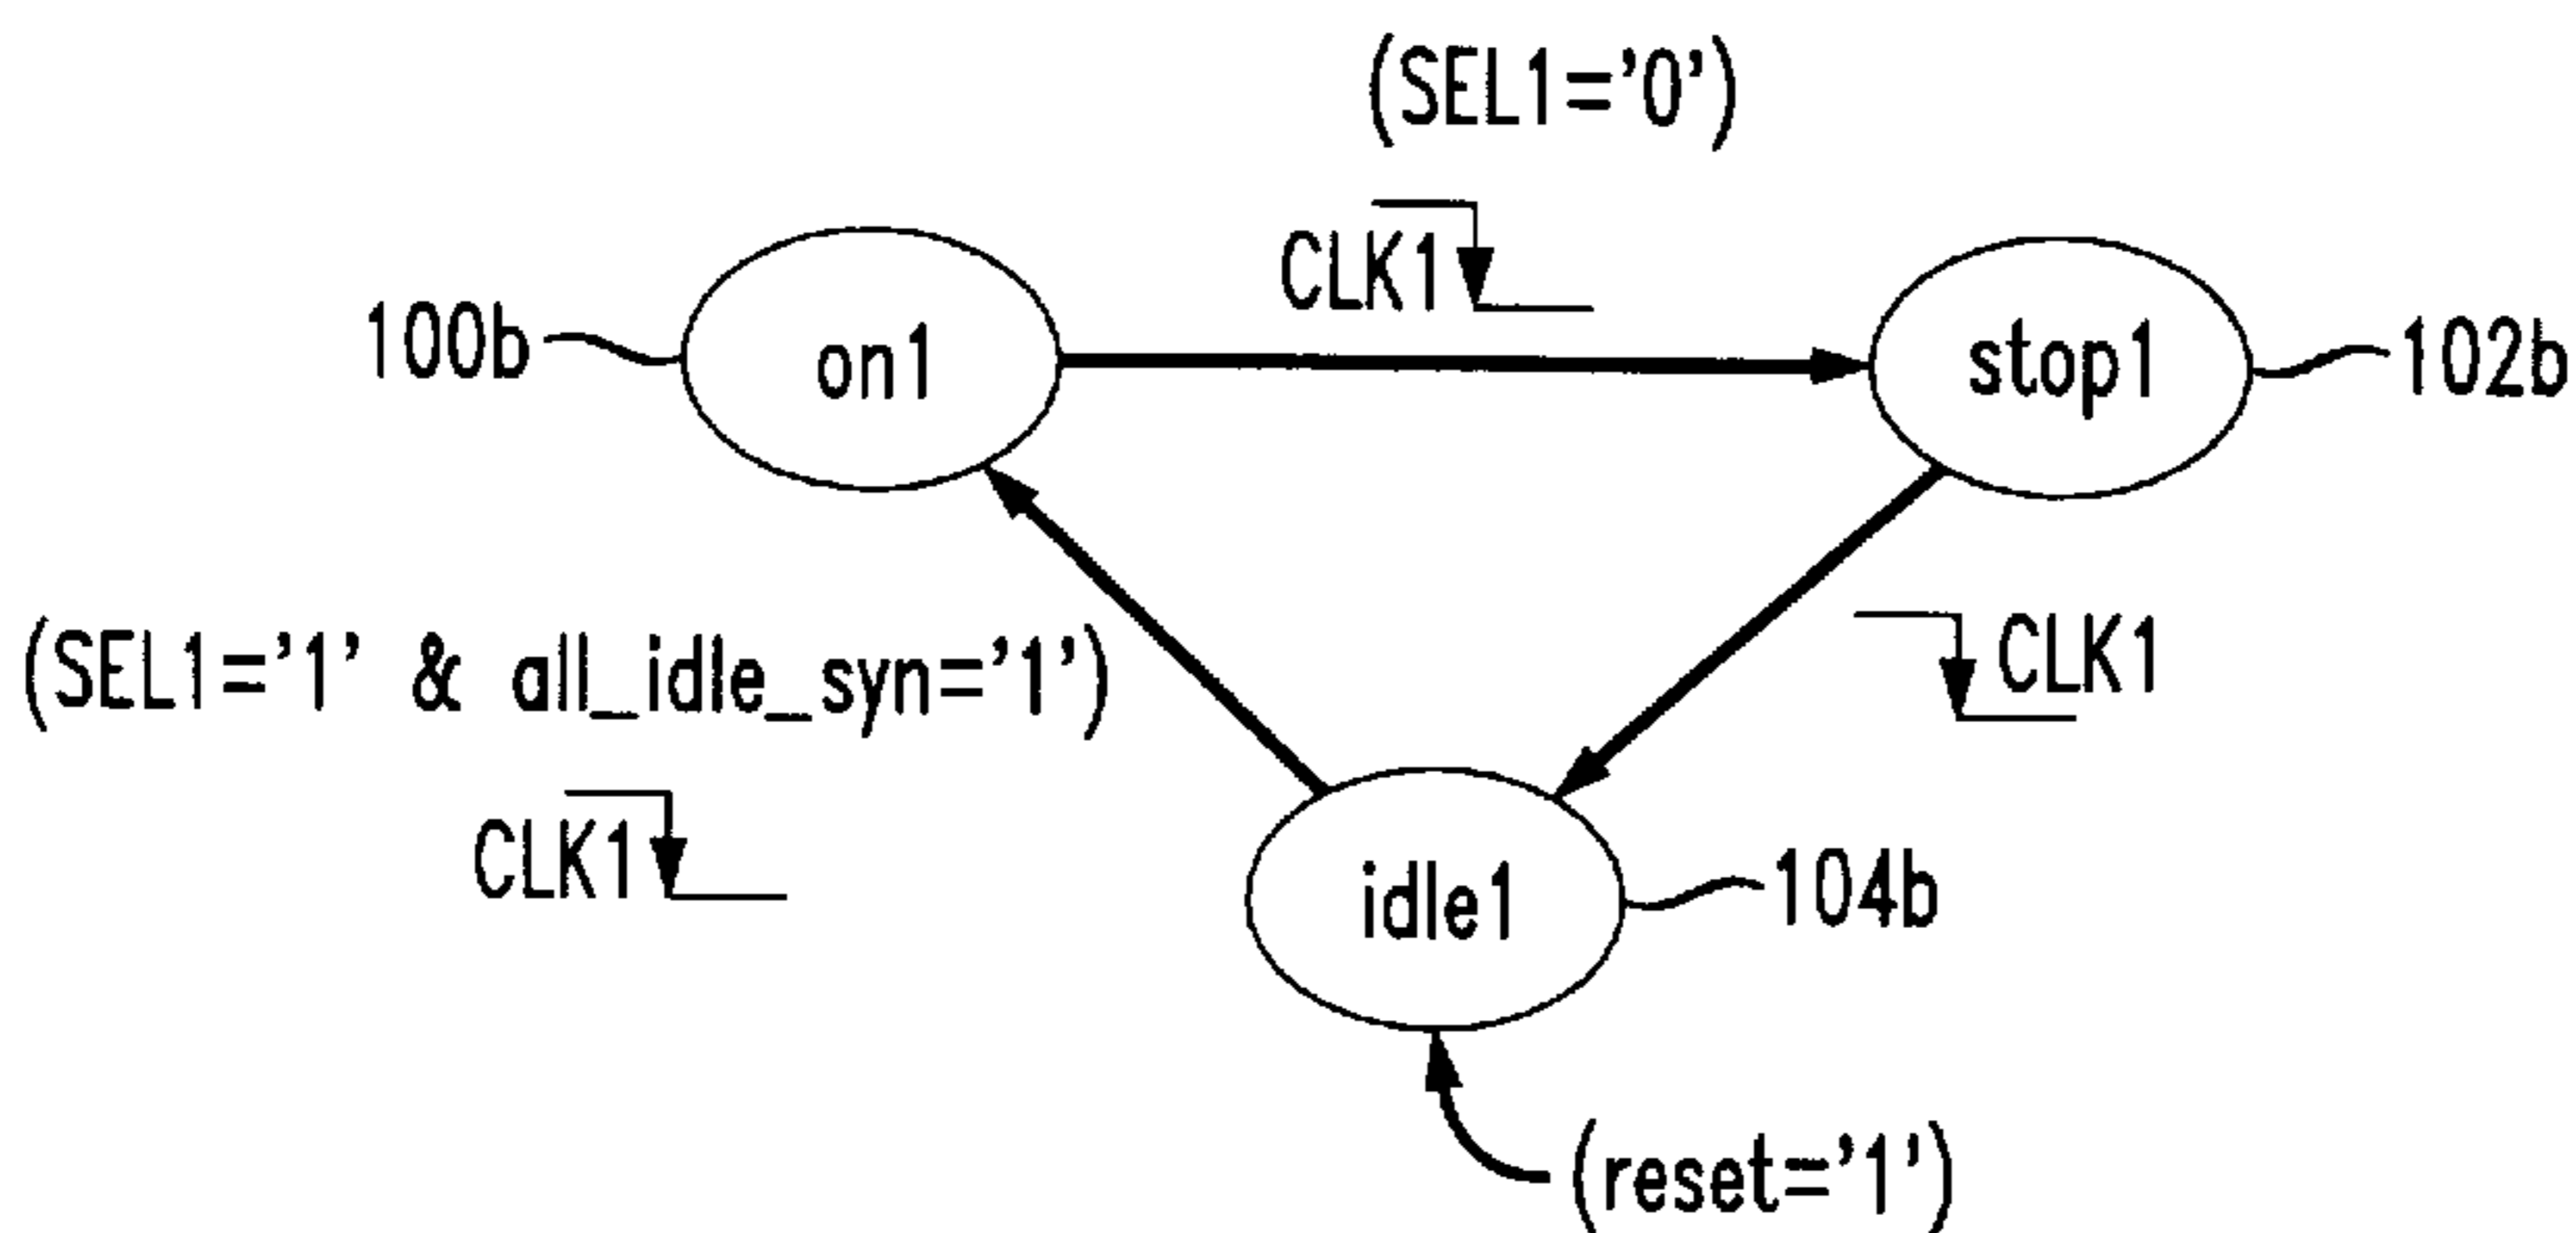 (SEL1='0')
CLK1
100b
on1
stop1
102b
(SEL1='1' & all_idle_syn='1')
CLK1
CLK1
idle1
104b
(reset='1')